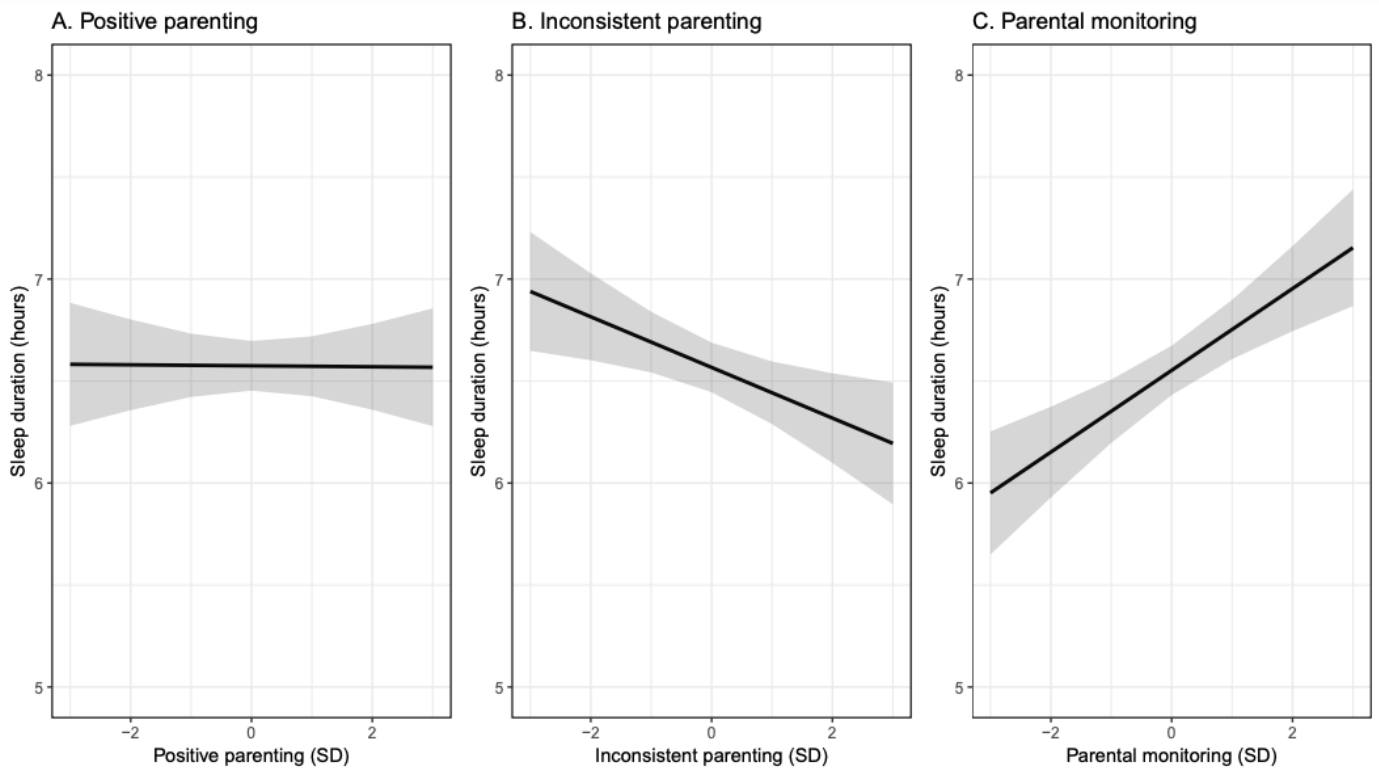 A. Positive parenting
8
7
6
5
Sleep duration (hours)
−2
0
2
Positive parenting (SD)
B. Inconsistent parenting
8
7
6
5
Sleep duration (hours)
−2
0
2
Inconsistent parenting (SD)
C. Parental monitoring
8
7
6
5
Sleep duration (hours)
−2
0
2
Parental monitoring (SD)